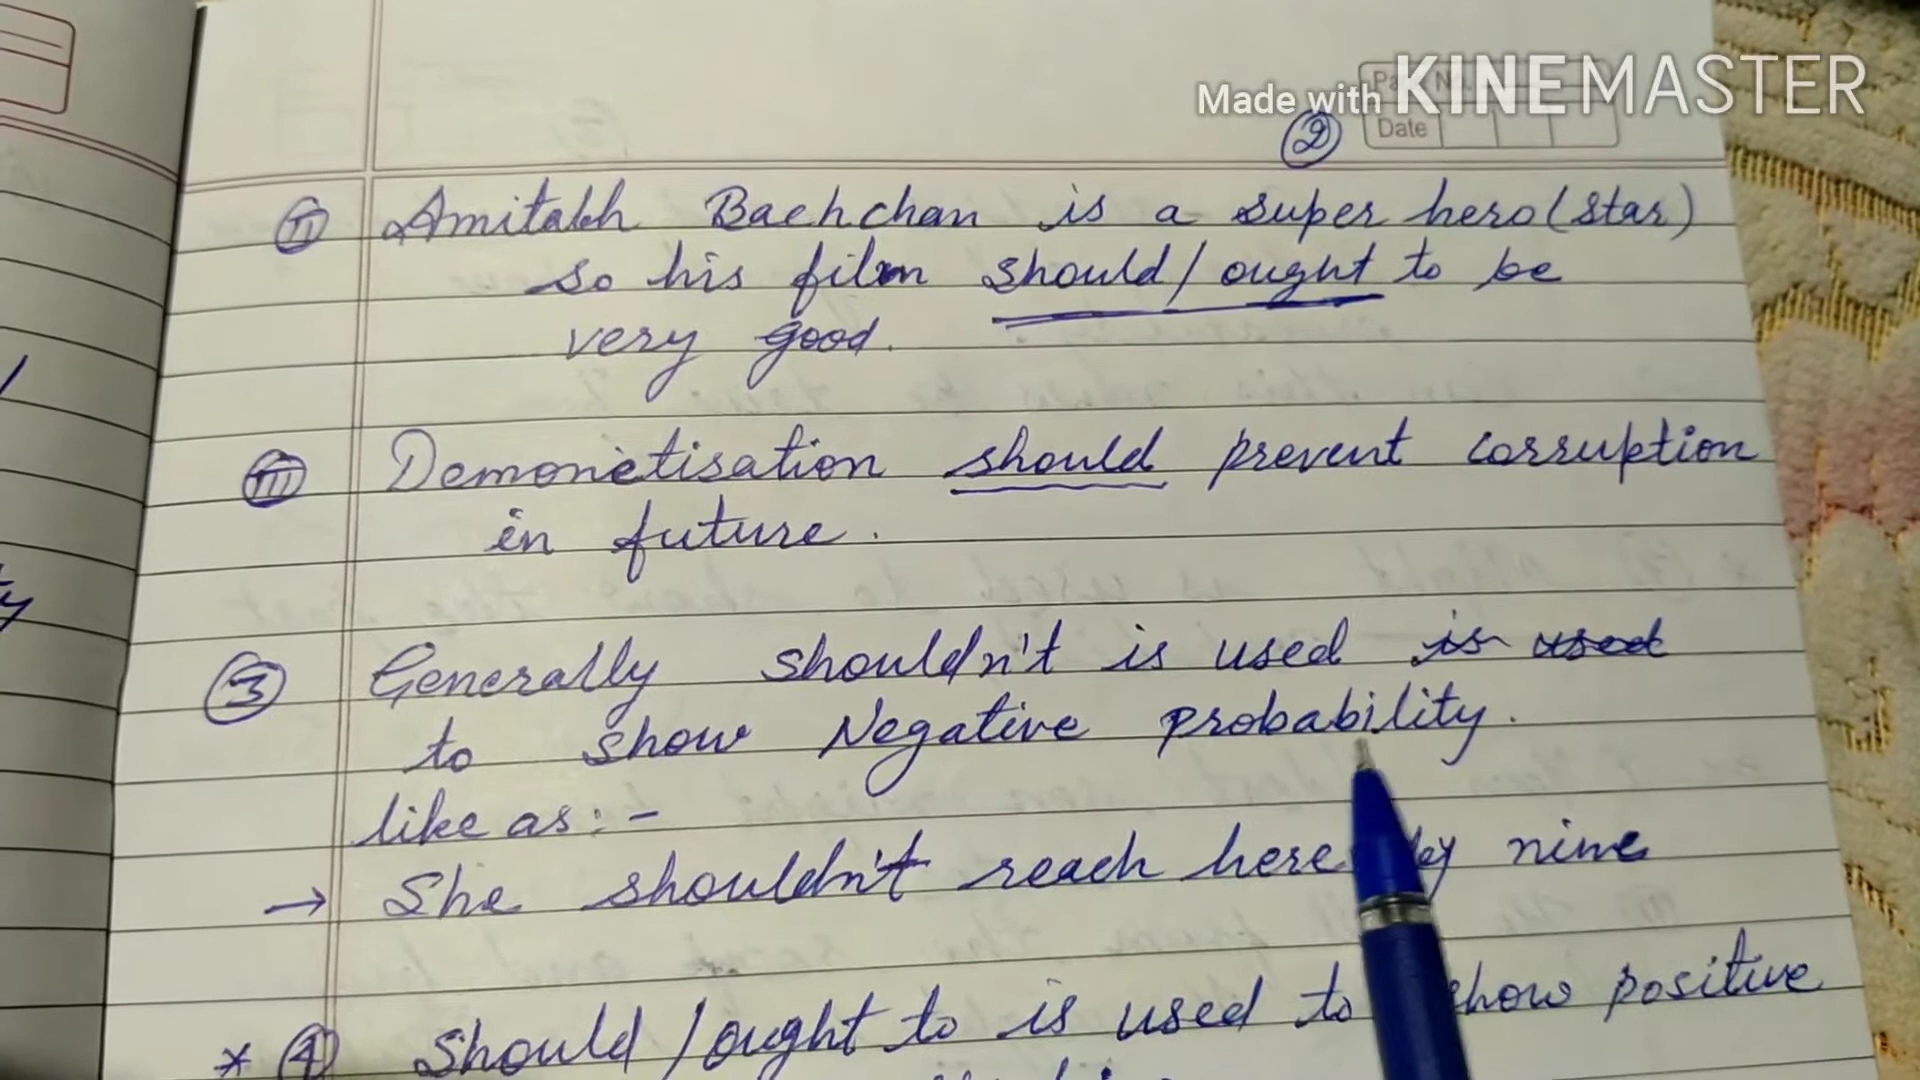 Made with KINEMASTER
Page No.
Date
②
ii Amitabh Bachchan is a super hero (star)
so his film should / ought to be
very good.
iii Demonetisation should prevent corruption
in future.
③ Generally shouldn't is used is used
to show Negative probability.
like as:-
→ She shouldn't reach here by nine
* ④ Should / ought to is used to show positive